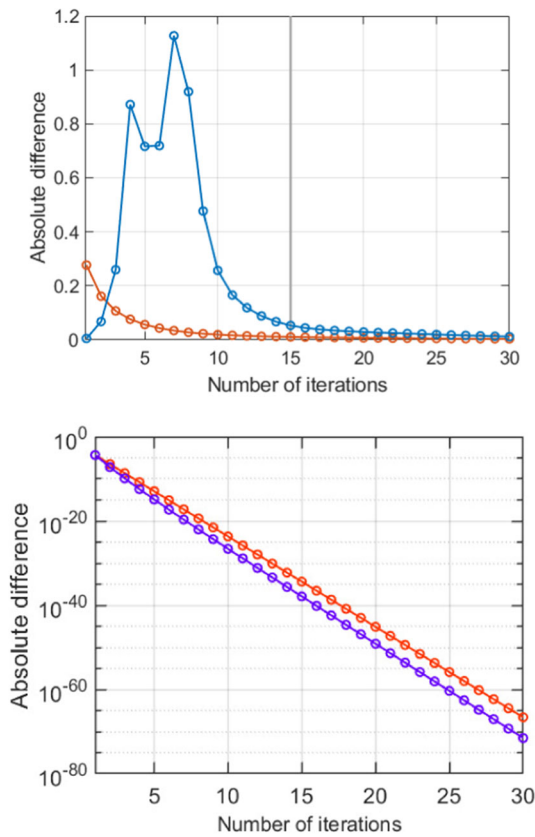 1.2
1
0.8
0.6
0.4
0.2
0
Absolute difference
5 10 15 20 25 30
Number of iterations
10^0
10^-20
10^-40
10^-60
10^-80
Absolute difference
5 10 15 20 25 30
Number of iterations